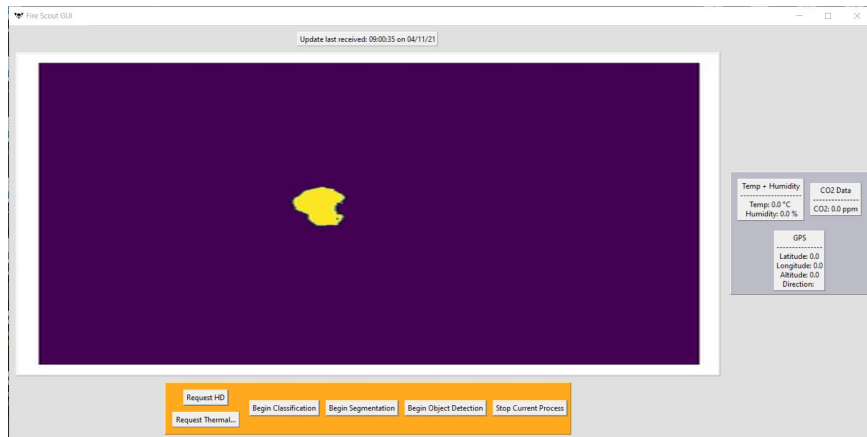 Fire Scout GUI
Update last received: 09:00:35 on 04/11/21
Temp + Humidity
--------------------
Temp: 0.0 °C
Humidity: 0.0 %
CO2 Data
---------------
CO2: 0.0 ppm
GPS
---------------
Latitude: 0.0
Longitude: 0.0
Altitude: 0.0
Direction:
Request HD
Request Thermal...
Begin Classification
Begin Segmentation
Begin Object Detection
Stop Current Process